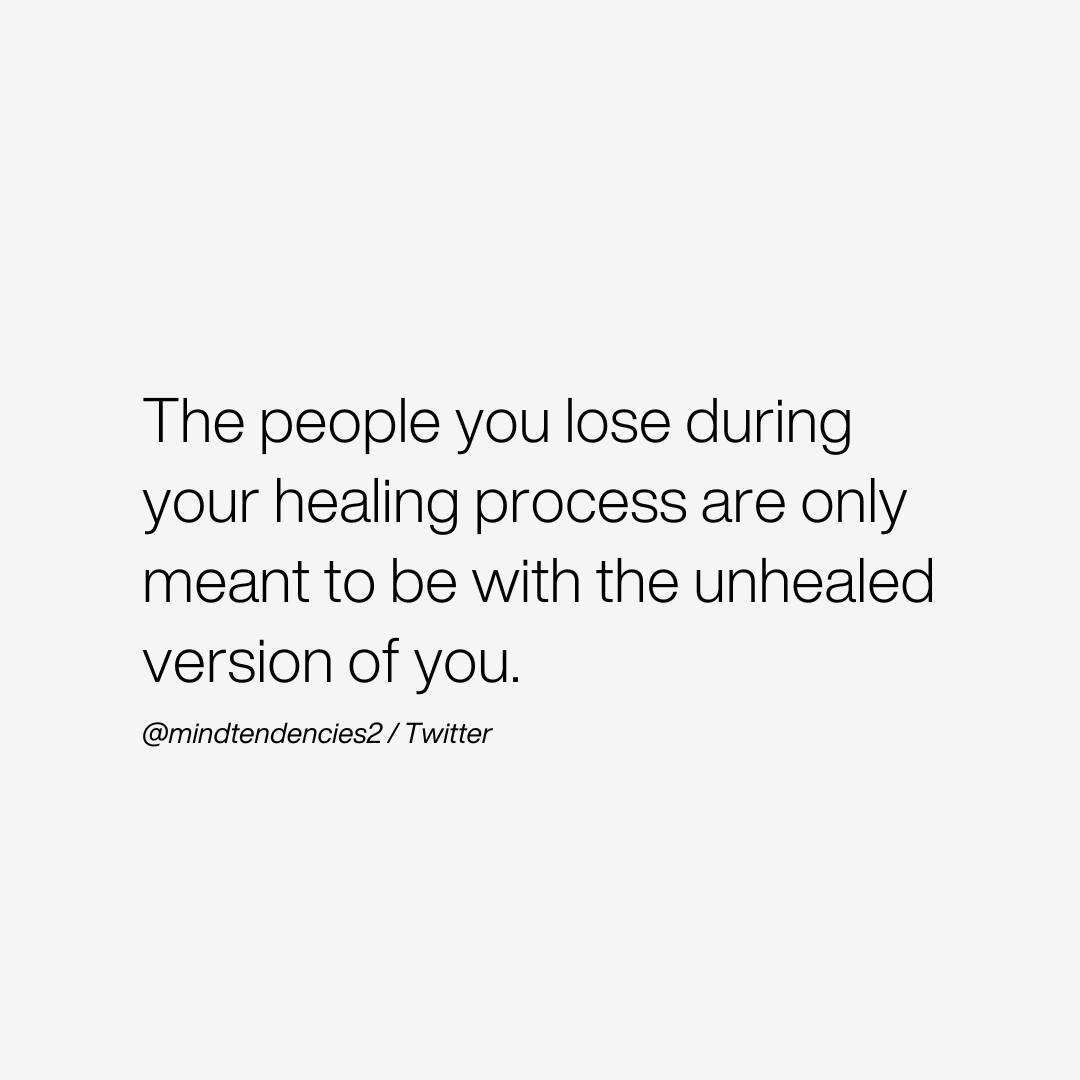 The people you lose during
your healing process are only
meant to be with the unhealed
version of you.
@mindtendencies2 / Twitter